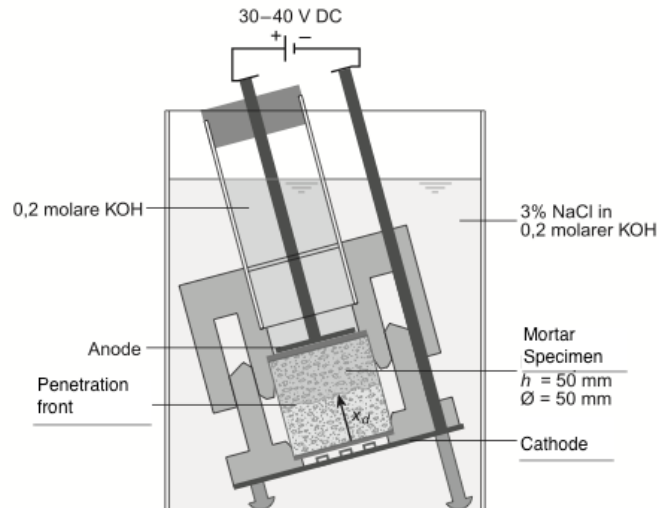 30–40 V DC
+ –
0,2 molare KOH
3% NaCl in
0,2 molarer KOH
Anode
Penetration
front
x_d
Mortar
Specimen
h = 50 mm
Ø = 50 mm
Cathode